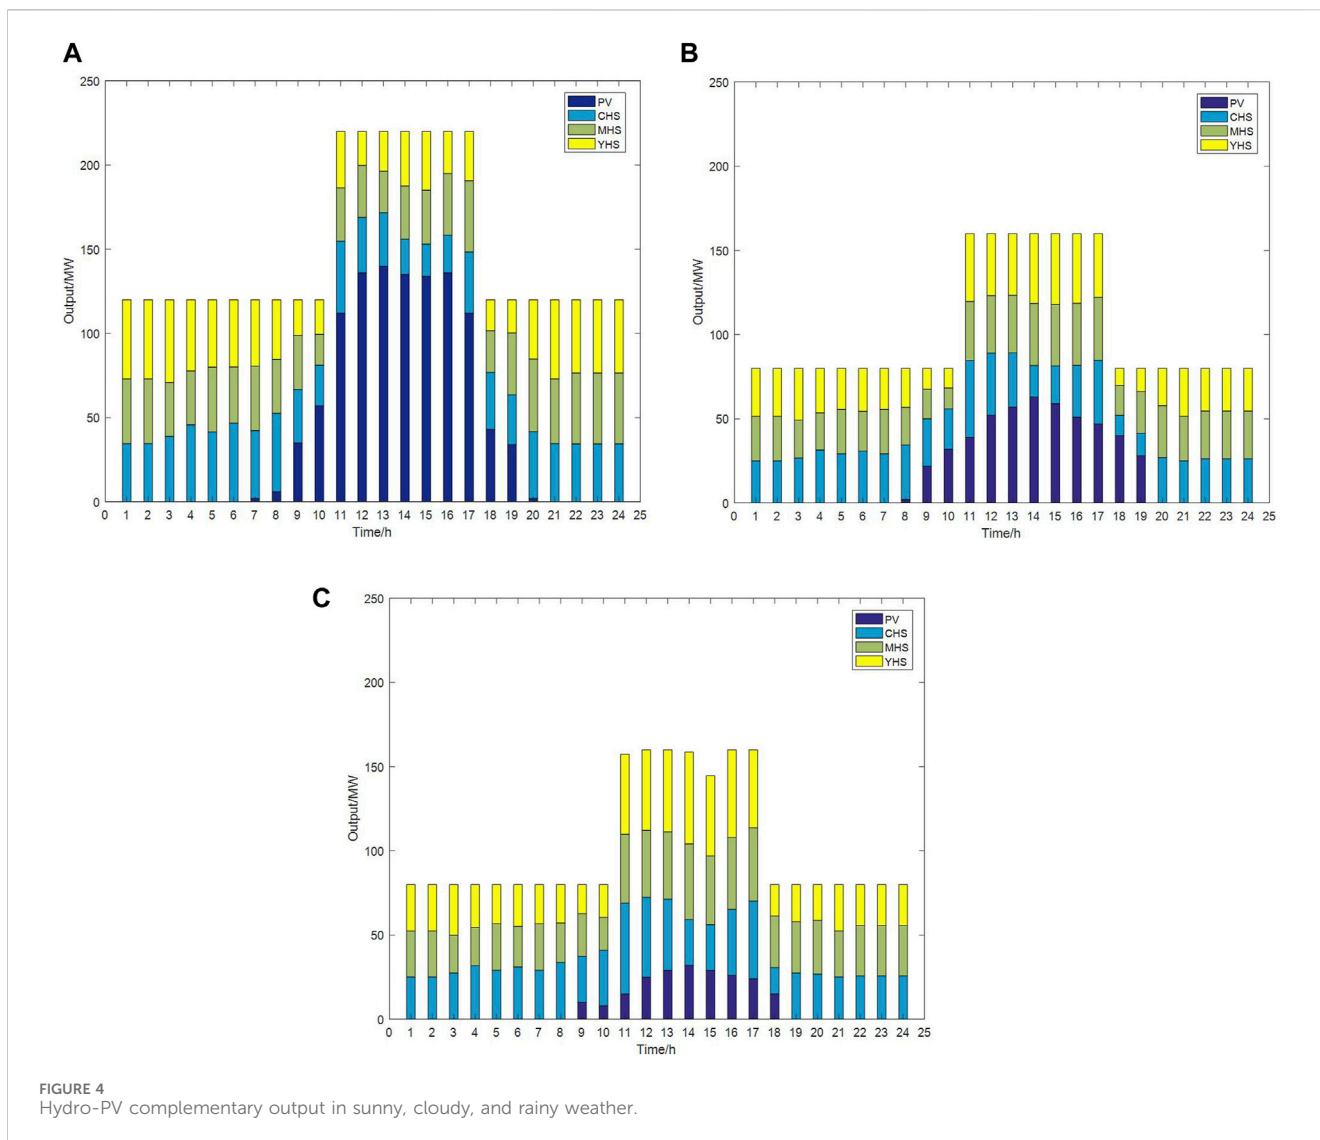 A
250
200
150
100
50
0
Output/MW
PV
CHS
MHS
YHS
0 1 2 3 4 5 6 7 8 9 10 11 12 13 14 15 16 17 18 19 20 21 22 23 24 25
Time/h
B
250
200
150
100
50
0
Output/MW
PV
CHS
MHS
YHS
0 1 2 3 4 5 6 7 8 9 10 11 12 13 14 15 16 17 18 19 20 21 22 23 24 25
Time/h
C
250
200
150
100
50
0
Output/MW
PV
CHS
MHS
YHS
0 1 2 3 4 5 6 7 8 9 10 11 12 13 14 15 16 17 18 19 20 21 22 23 24 25
Time/h
FIGURE 4
Hydro-PV complementary output in sunny, cloudy, and rainy weather.